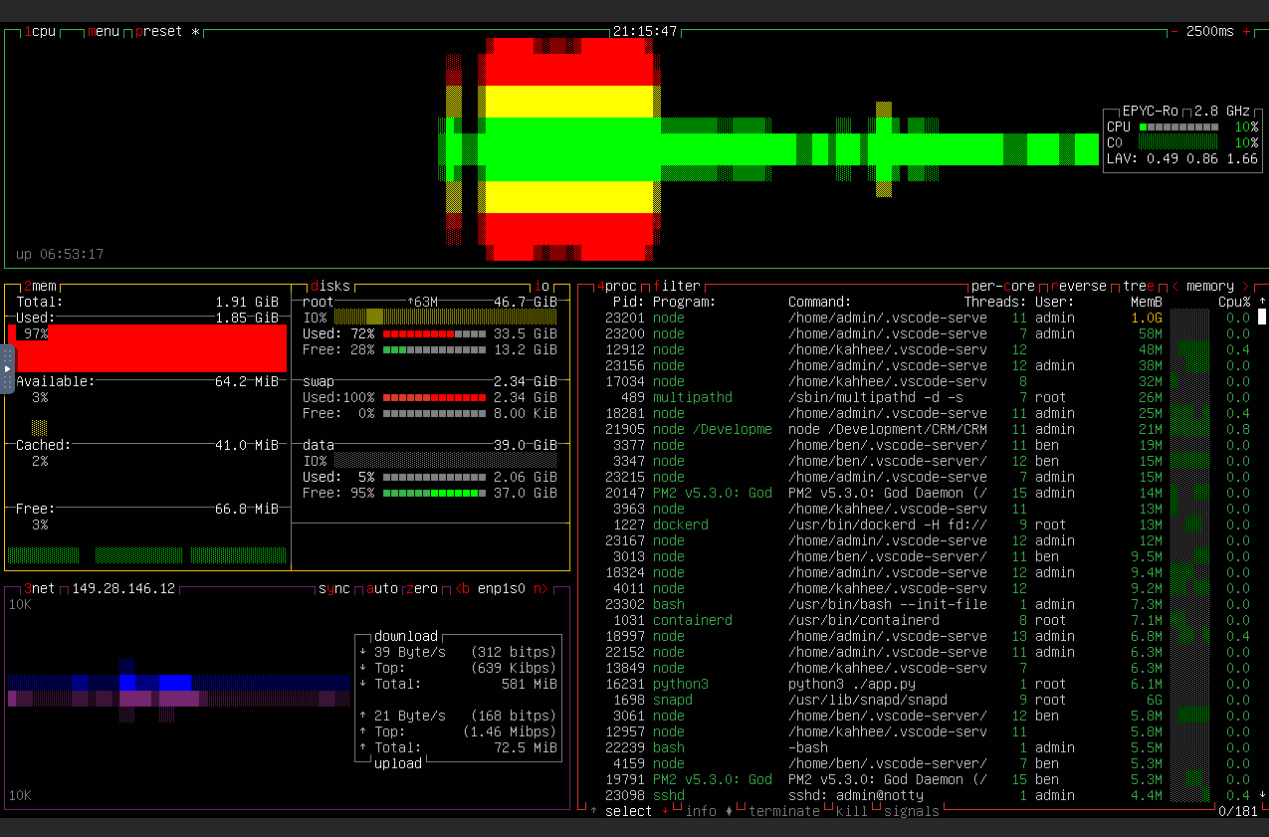 1cpu menu preset * 21:15:47 - 2500ms +
EPYC-Ro 2.8 GHz
CPU 10%
C0 10%
LAV: 0.49 0.86 1.66
up 06:53:17
2mem
Total: 1.91 GiB
Used: 1.85 GiB
97%
Available: 64.2 MiB
3%
Cached: 41.0 MiB
2%
Free: 66.8 MiB
3%
disks io
root ↑63M 46.7 GiB
IO%
Used: 72% 33.5 GiB
Free: 28% 13.2 GiB
swap 2.34 GiB
Used:100% 2.34 GiB
Free: 0% 8.00 KiB
data 39.0 GiB
IO%
Used: 5% 2.06 GiB
Free: 95% 37.0 GiB
3net 149.28.146.12 sync auto zero <b enp1s0 n>
10K
download
↓ 39 Byte/s (312 bitps)
↓ Top: (639 Kibps)
↓ Total: 581 MiB
↑ 21 Byte/s (168 bitps)
↑ Top: (1.46 Mibps)
↑ Total: 72.5 MiB
upload
10K
4proc filter per-core reverse tree < memory >
Pid: Program: Command: Threads: User: MemB Cpu% ↑
23201 node /home/admin/.vscode-serve 11 admin 1.0G 0.0
23200 node /home/admin/.vscode-serve 7 admin 58M 0.0
12912 node /home/kahhee/.vscode-serv 12 48M 0.4
23156 node /home/admin/.vscode-serve 12 admin 38M 0.0
17034 node /home/kahhee/.vscode-serv 8 32M 0.0
489 multipathd /sbin/multipathd -d -s 7 root 26M 0.0
18281 node /home/admin/.vscode-serve 11 admin 25M 0.4
21905 node /Developme node /Development/CRM/CRM 11 admin 21M 0.8
3377 node /home/ben/.vscode-server/ 11 ben 19M 0.0
3347 node /home/ben/.vscode-server/ 12 ben 15M 0.0
23215 node /home/admin/.vscode-serve 7 admin 15M 0.0
20147 PM2 v5.3.0: God PM2 v5.3.0: God Daemon (/ 15 admin 14M 0.0
3963 node /home/kahhee/.vscode-serv 11 13M 0.0
1227 dockerd /usr/bin/dockerd -H fd:// 9 root 13M 0.0
23167 node /home/admin/.vscode-serve 12 admin 12M 0.0
3013 node /home/ben/.vscode-server/ 11 ben 9.5M 0.0
18324 node /home/admin/.vscode-serve 12 admin 9.4M 0.0
4011 node /home/kahhee/.vscode-serv 12 9.2M 0.0
23302 bash /usr/bin/bash --init-file 1 admin 7.3M 0.0
1031 containerd /usr/bin/containerd 8 root 7.1M 0.0
18997 node /home/admin/.vscode-serve 13 admin 6.8M 0.4
22152 node /home/admin/.vscode-serve 11 admin 6.3M 0.0
13849 node /home/kahhee/.vscode-serv 7 6.3M 0.0
16231 python3 python3 ./app.py 1 root 6.1M 0.0
1698 snapd /usr/lib/snapd/snapd 9 root 6G 0.0
3061 node /home/ben/.vscode-server/ 12 ben 5.8M 0.0
12957 node /home/kahhee/.vscode-serv 11 5.8M 0.0
22239 bash -bash 1 admin 5.5M 0.0
4159 node /home/ben/.vscode-server/ 7 ben 5.3M 0.0
19791 PM2 v5.3.0: God PM2 v5.3.0: God Daemon (/ 15 ben 5.3M 0.0
23098 sshd sshd: admin@notty 1 admin 4.4M 0.4 ↓
↑ select ↓ info ↲ terminate kill signals 0/181